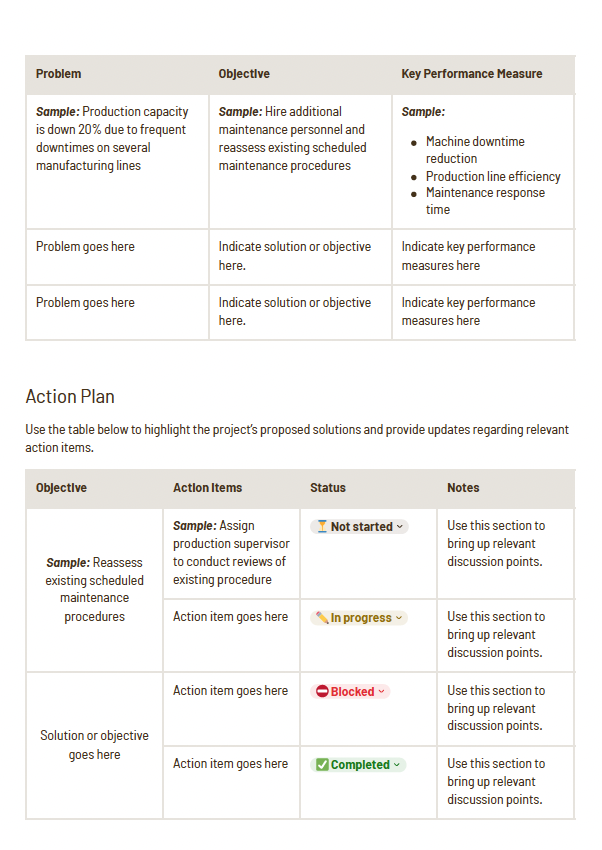 Problem
Objective
Key Performance Measure
Sample: Production capacity
is down 20% due to frequent
downtimes on several
manufacturing lines
Sample: Hire additional
maintenance personnel and
reassess existing scheduled
maintenance procedures
Sample:
● Machine downtime
reduction
● Production line efficiency
● Maintenance response
time
Problem goes here
Indicate solution or objective
here.
Indicate key performance
measures here
Problem goes here
Indicate solution or objective
here.
Indicate key performance
measures here
Action Plan
Use the table below to highlight the project's proposed solutions and provide updates regarding relevant
action items.
Objective
Action Items
Status
Notes
Sample: Reassess
existing scheduled
maintenance
procedures
Sample: Assign
production supervisor
to conduct reviews of
existing procedure
Not started
Use this section to
bring up relevant
discussion points.
Action item goes here
In progress
Use this section to
bring up relevant
discussion points.
Solution or objective
goes here
Action item goes here
Blocked
Use this section to
bring up relevant
discussion points.
Action item goes here
Completed
Use this section to
bring up relevant
discussion points.